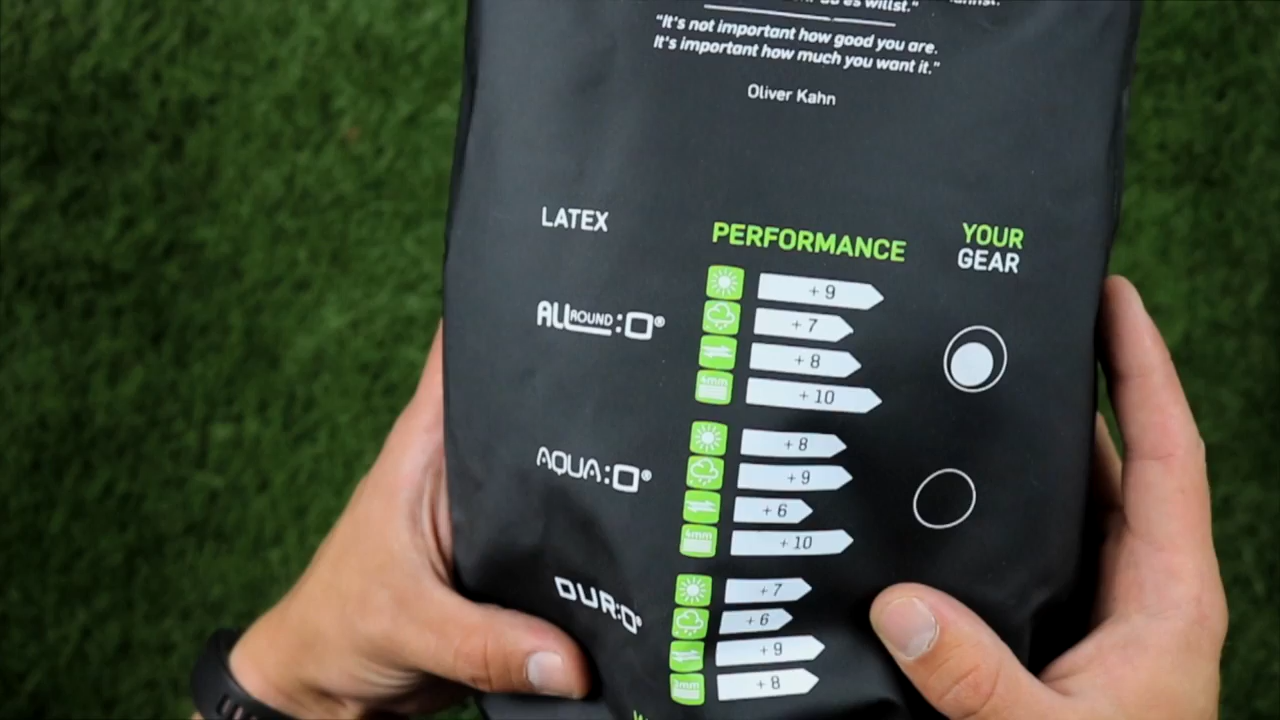 es willst."
"It's not important how good you are.
It's important how much you want it."
Oliver Kahn
LATEX
PERFORMANCE
YOUR
GEAR
ALLROUND:O®
+ 9
+ 7
+ 8
4mm
+ 10
AQUA:O®
+ 8
+ 9
+ 6
4mm
+ 10
DUR:O®
+ 7
+ 6
+ 9
3mm
+ 8